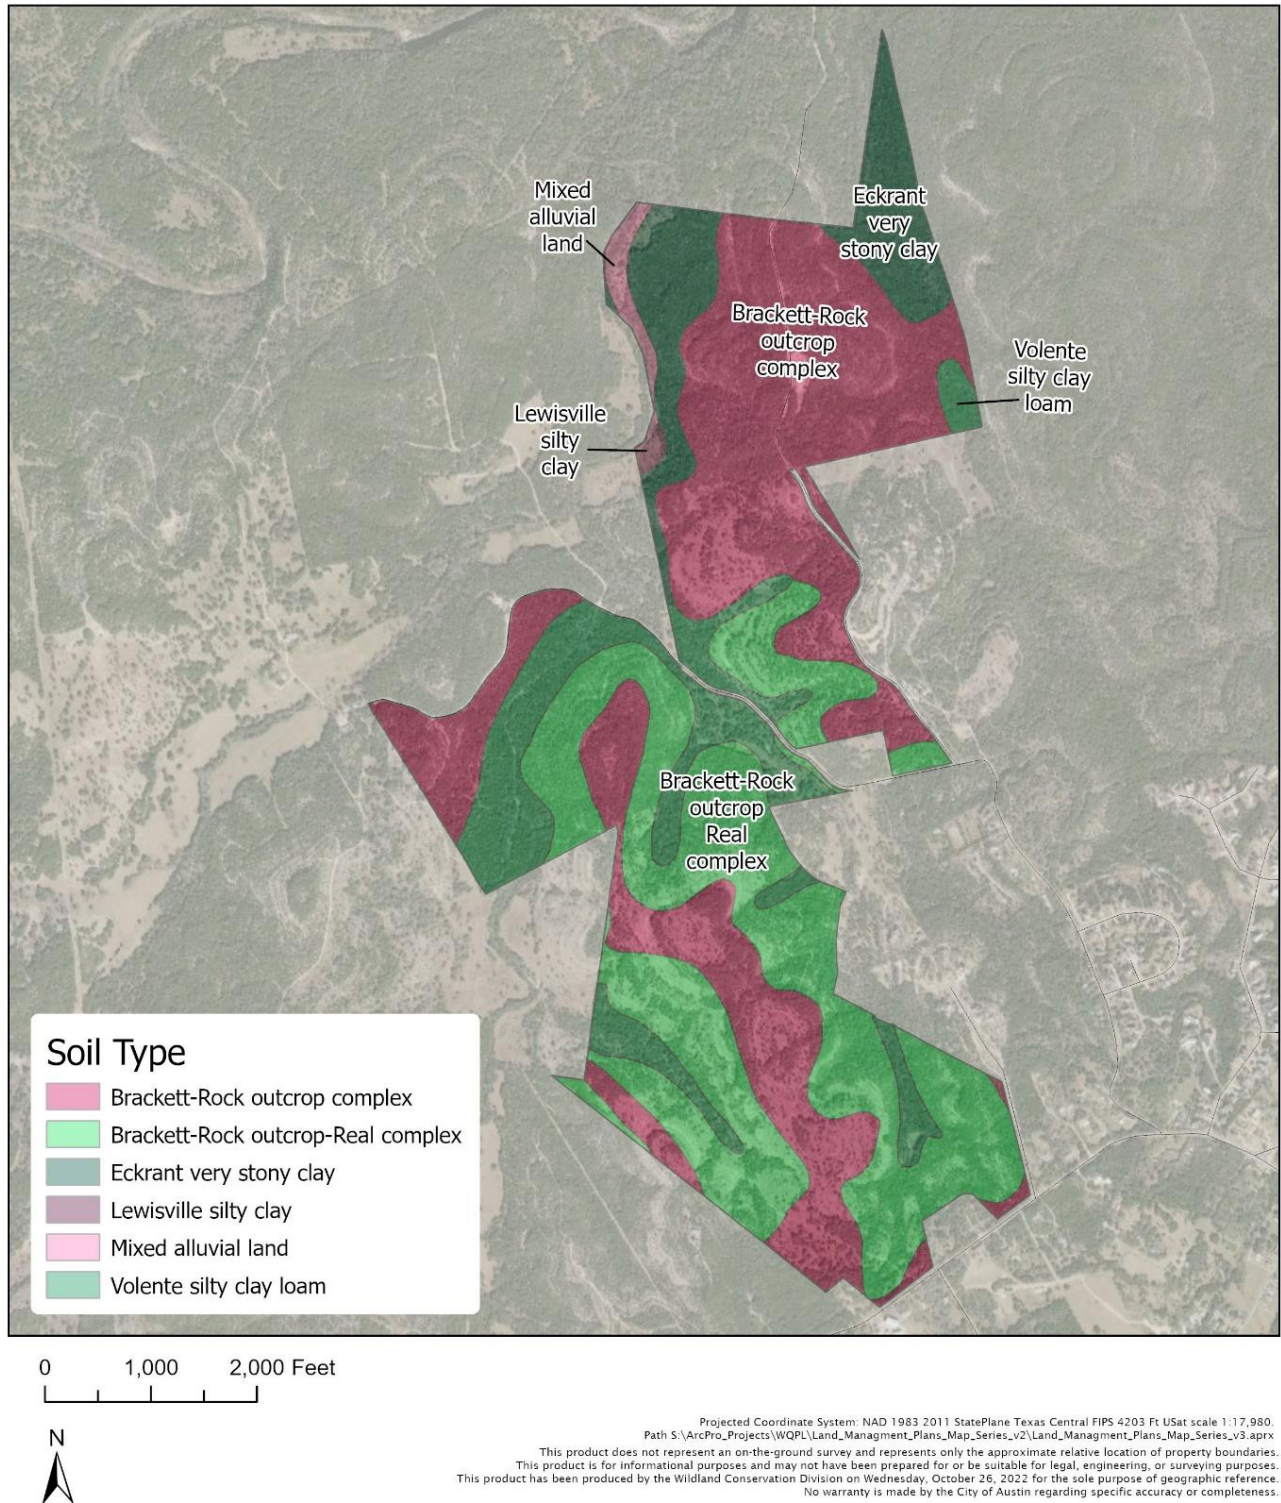 Mixed
alluvial
land
Eckrant
very
stony clay
Brackett-Rock
outcrop
complex
Volente
silty clay
loam
Lewisville
silty
clay
Brackett-Rock
outcrop
Real
complex
Soil Type
Brackett-Rock outcrop complex
Brackett-Rock outcrop-Real complex
Eckrant very stony clay
Lewisville silty clay
Mixed alluvial land
Volente silty clay loam
0 1,000 2,000 Feet
N
Projected Coordinate System: NAD 1983 2011 StatePlane Texas Central FIPS 4203 Ft USat scale 1:17,980.
Path S:\ArcPro_Projects\WQPL\Land_Managment_Plans_Map_Series_v2\Land_Managment_Plans_Map_Series_v3.aprx
This product does not represent an on-the-ground survey and represents only the approximate relative location of property boundaries.
This product is for informational purposes and may not have been prepared for or be suitable for legal, engineering, or surveying purposes.
This product has been produced by the Wildland Conservation Division on Wednesday, October 26, 2022 for the sole purpose of geographic reference.
No warranty is made by the City of Austin regarding specific accuracy or completeness.